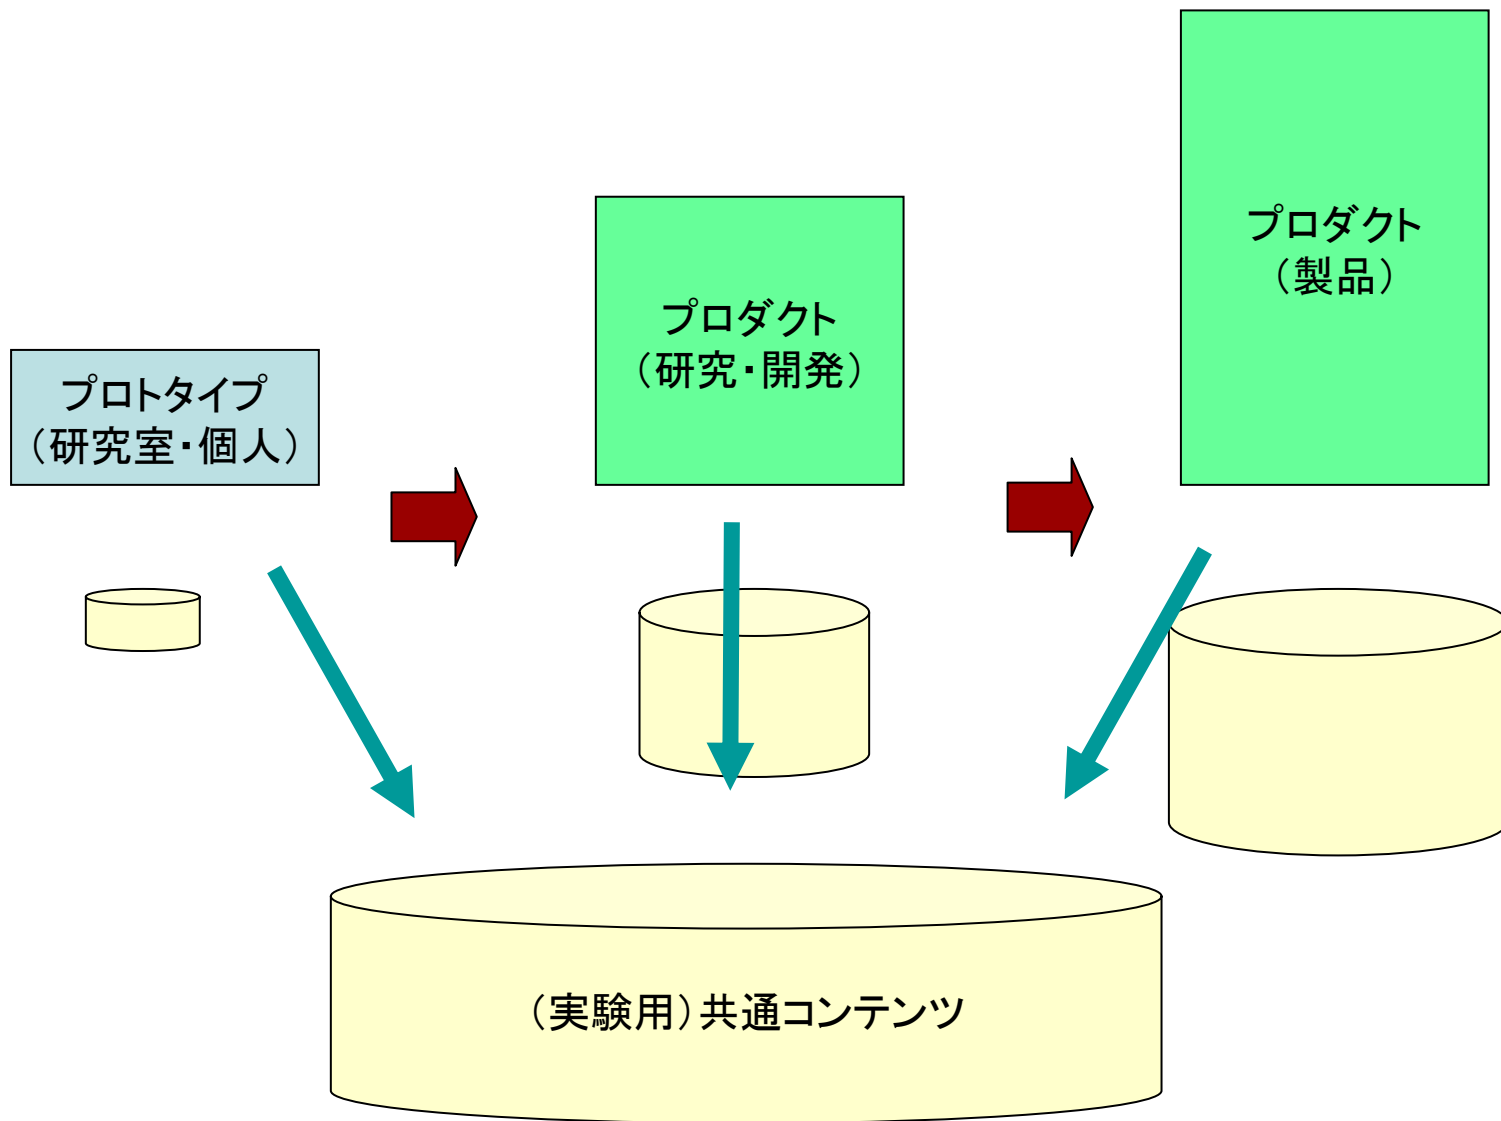 プロダクト
（製品）
プロダクト
（研究・開発）
プロトタイプ
（研究室・個人）
（実験用）共通コンテンツ